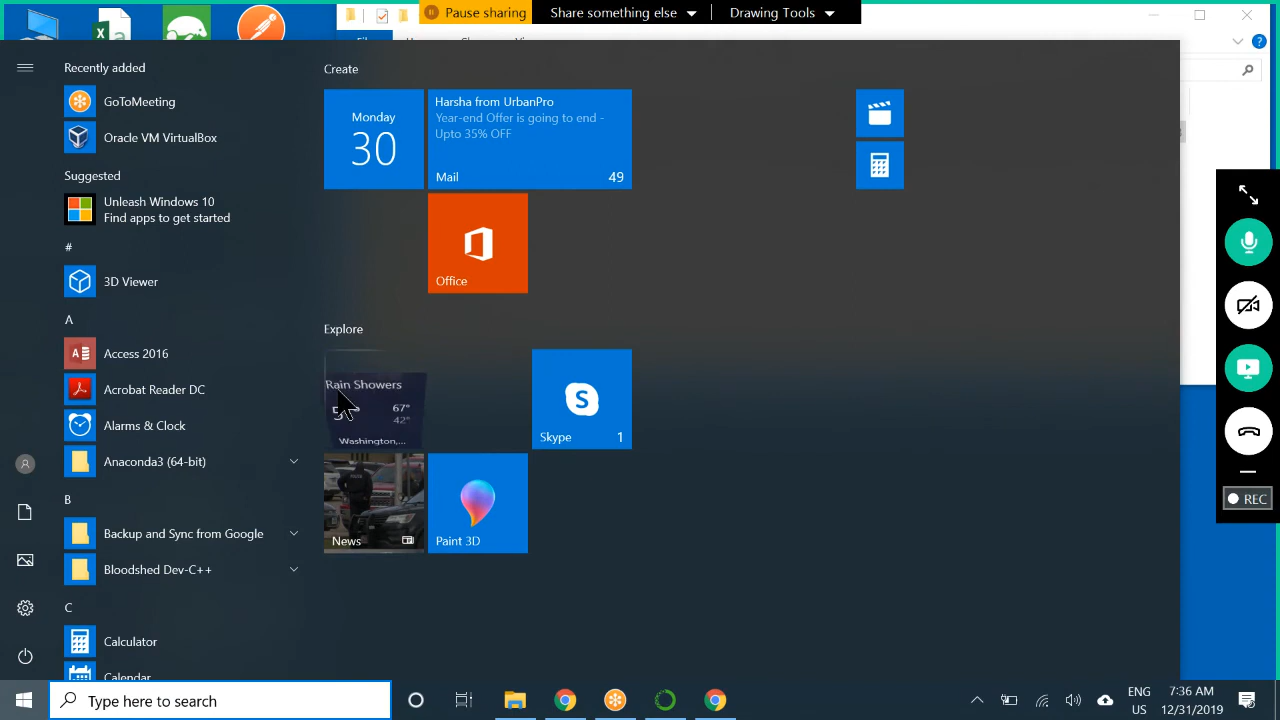 Pause sharing
Share something else
Drawing Tools
Recently added
GoToMeeting
Oracle VM VirtualBox
Suggested
Unleash Windows 10
Find apps to get started
#
3D Viewer
A
Access 2016
Acrobat Reader DC
Alarms & Clock
Anaconda3 (64-bit)
B
Backup and Sync from Google
Bloodshed Dev-C++
C
Calculator
Calendar
Create
Monday
30
Harsha from UrbanPro
Year-end Offer is going to end -
Upto 35% OFF
Mail 49
Office
Explore
Rain Showers
67°
42°
Washington,...
Skype 1
News
Paint 3D
REC
Type here to search
ENG
US
7:36 AM
12/31/2019